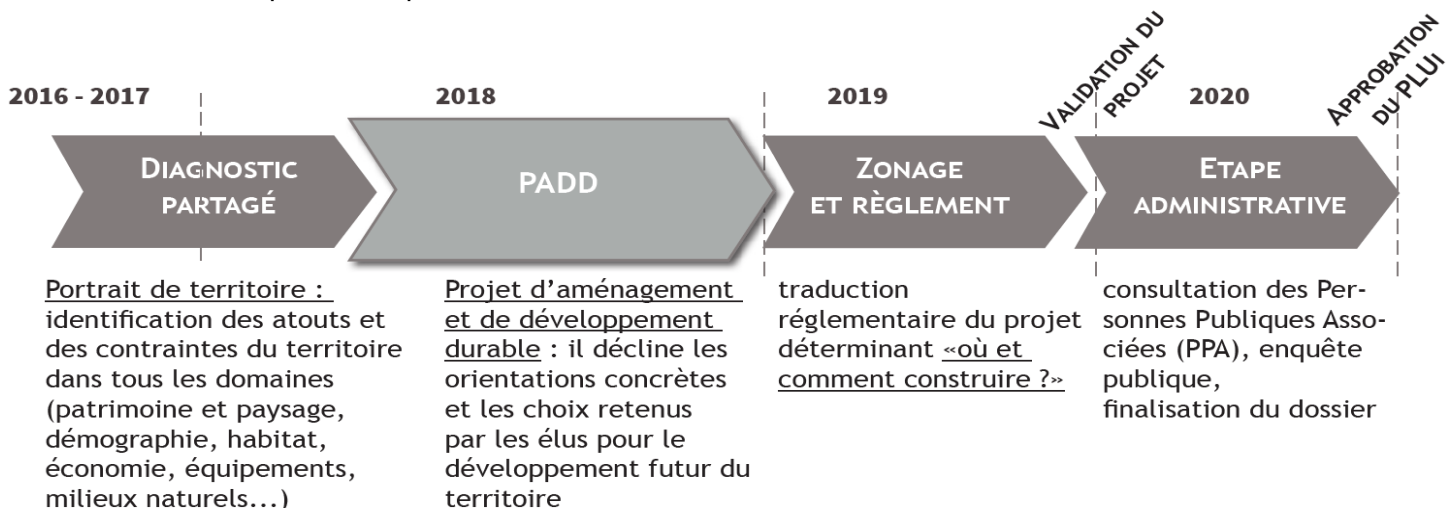 2016 - 2017
2018
2019
VALIDATION DU
PROJET
2020
APPROBATION
DU PLUi
DIAGNOSTIC
PARTAGÉ
PADD
ZONAGE
ET RÈGLEMENT
ETAPE
ADMINISTRATIVE
Portrait de territoire :
identification des atouts et
des contraintes du territoire
dans tous les domaines
(patrimoine et paysage,
démographie, habitat,
économie, équipements,
milieux naturels...)
Projet d’aménagement
et de développement
durable : il décline les
orientations concrètes
et les choix retenus
par les élus pour le
développement futur du
territoire
traduction
réglementaire du projet
déterminant «où et
comment construire ?»
consultation des Per-
sonnes Publiques Asso-
ciées (PPA), enquête
publique,
finalisation du dossier